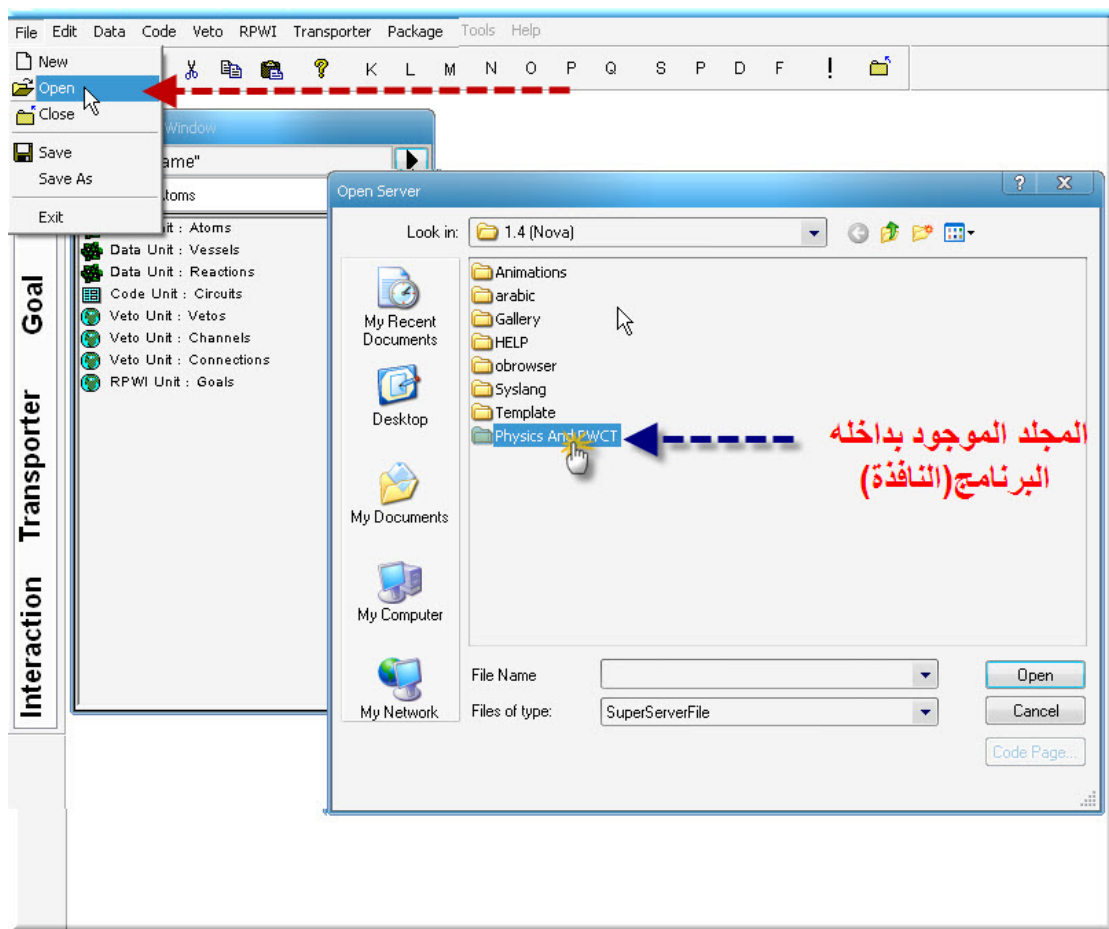 File Edit Data Code Veto RPWI Transporter Package Tools Help
New
Open
Close
Save
Save As
Exit
K L M N O P Q S P D F !
Window
ame"
toms
it : Atoms
Data Unit : Vessels
Data Unit : Reactions
Code Unit : Circuits
Veto Unit : Vetos
Veto Unit : Channels
Veto Unit : Connections
RPWI Unit : Goals
Goal
Transporter
Interaction
Open Server
Look in: 1.4 (Nova)
My Recent Documents
Desktop
My Documents
My Computer
My Network
Animations
arabic
Gallery
HELP
obrowser
Syslang
Template
Physics And PWCT
المجلد الموجود بداخله
البرنامج(النافذة)
File Name
Open
Files of type: SuperServerFile
Cancel
Code Page...